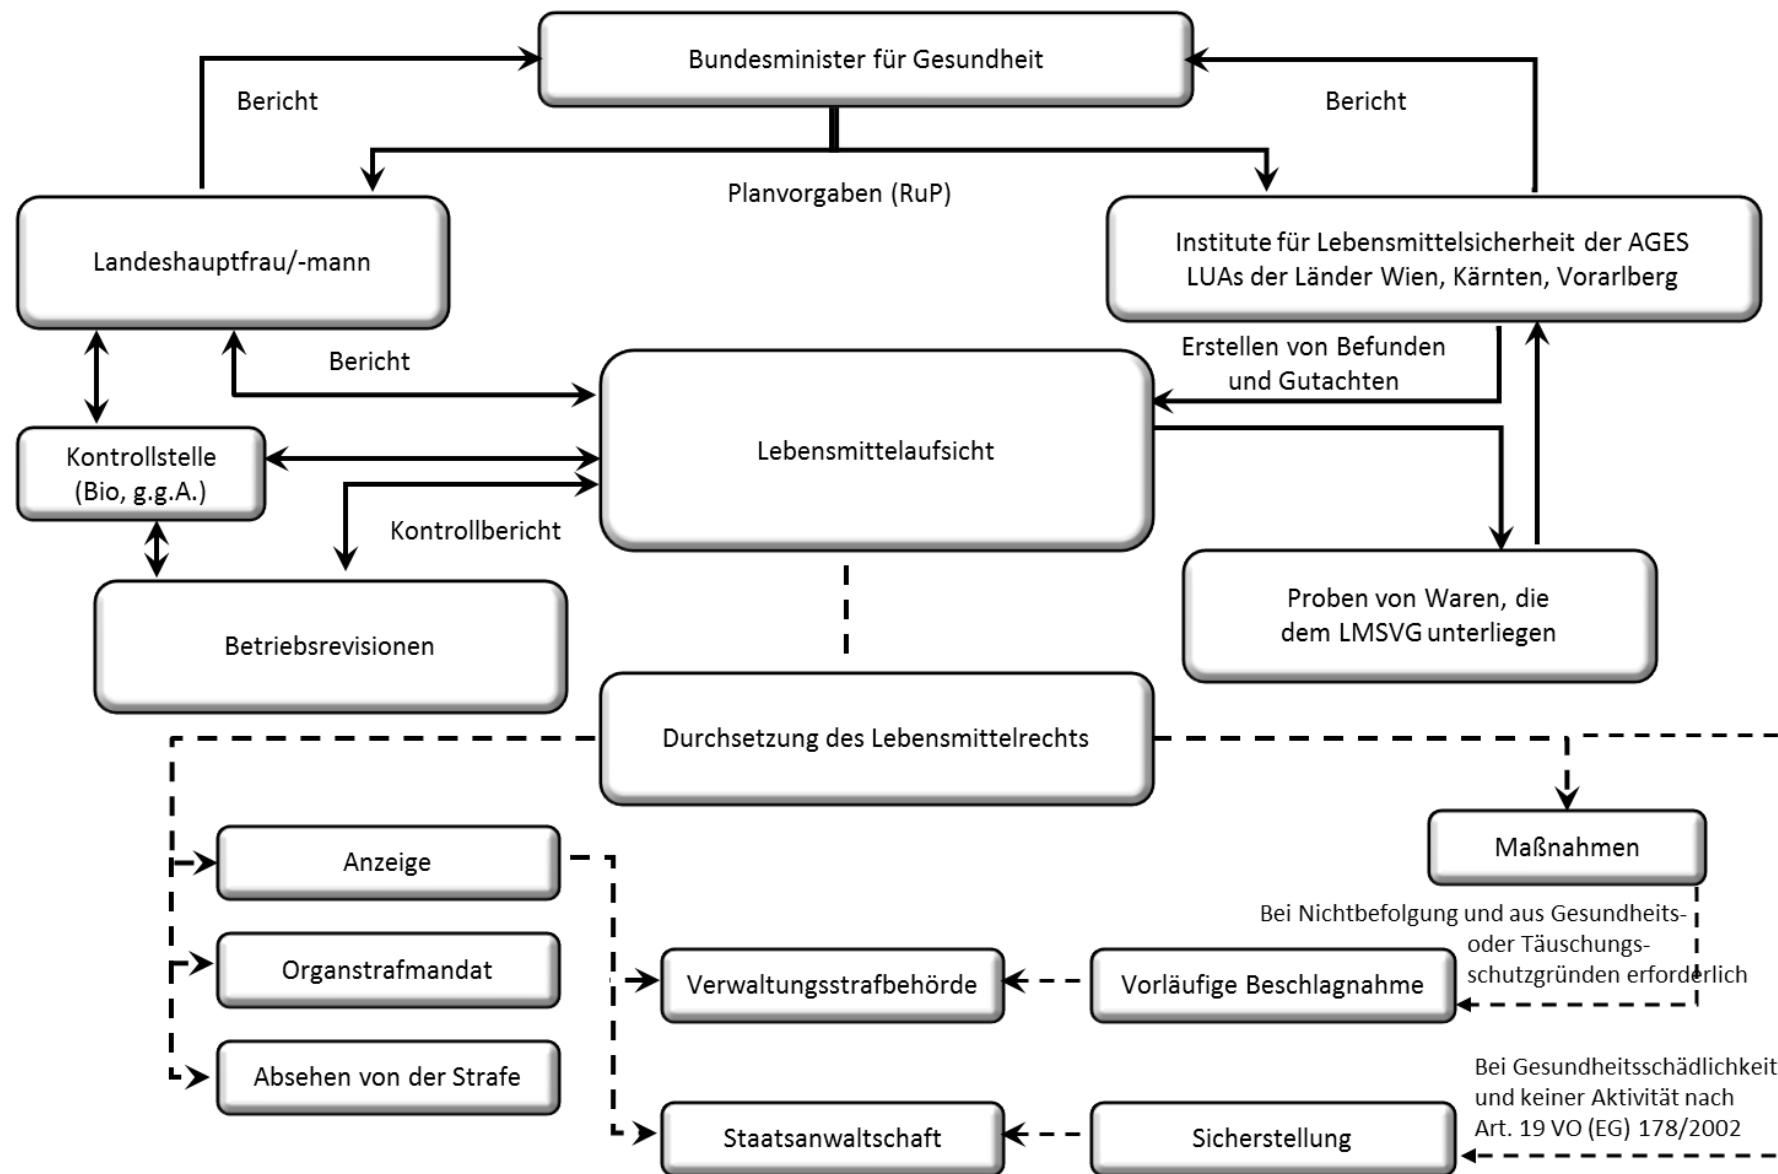 Bundesminister für Gesundheit
Bericht
Bericht
Planvorgaben (RuP)
Landeshauptfrau/-mann
Institute für Lebensmittelsicherheit der AGES
LUAs der Länder Wien, Kärnten, Vorarlberg
Bericht
Erstellen von Befunden
und Gutachten
Kontrollstelle
(Bio, g.g.A.)
Lebensmittelaufsicht
Kontrollbericht
Betriebsrevisionen
Proben von Waren, die
dem LMSVG unterliegen
Durchsetzung des Lebensmittelrechts
Anzeige
Maßnahmen
Bei Nichtbefolgung und aus Gesundheits-
oder Täuschungs-
schutzgründen erforderlich
Organstrafmandat
Verwaltungsstrafbehörde
Vorläufige Beschlagnahme
Absehen von der Strafe
Bei Gesundheitsschädlichkeit
und keiner Aktivität nach
Art. 19 VO (EG) 178/2002
Staatsanwaltschaft
Sicherstellung